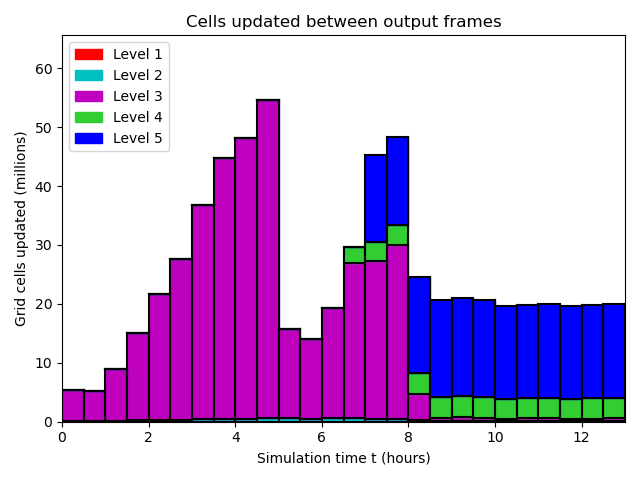 Cells updated between output frames
Grid cells updated (millions)
60
50
40
30
20
10
0
Level 1
Level 2
Level 3
Level 4
Level 5
0 2 4 6 8 10 12
Simulation time t (hours)